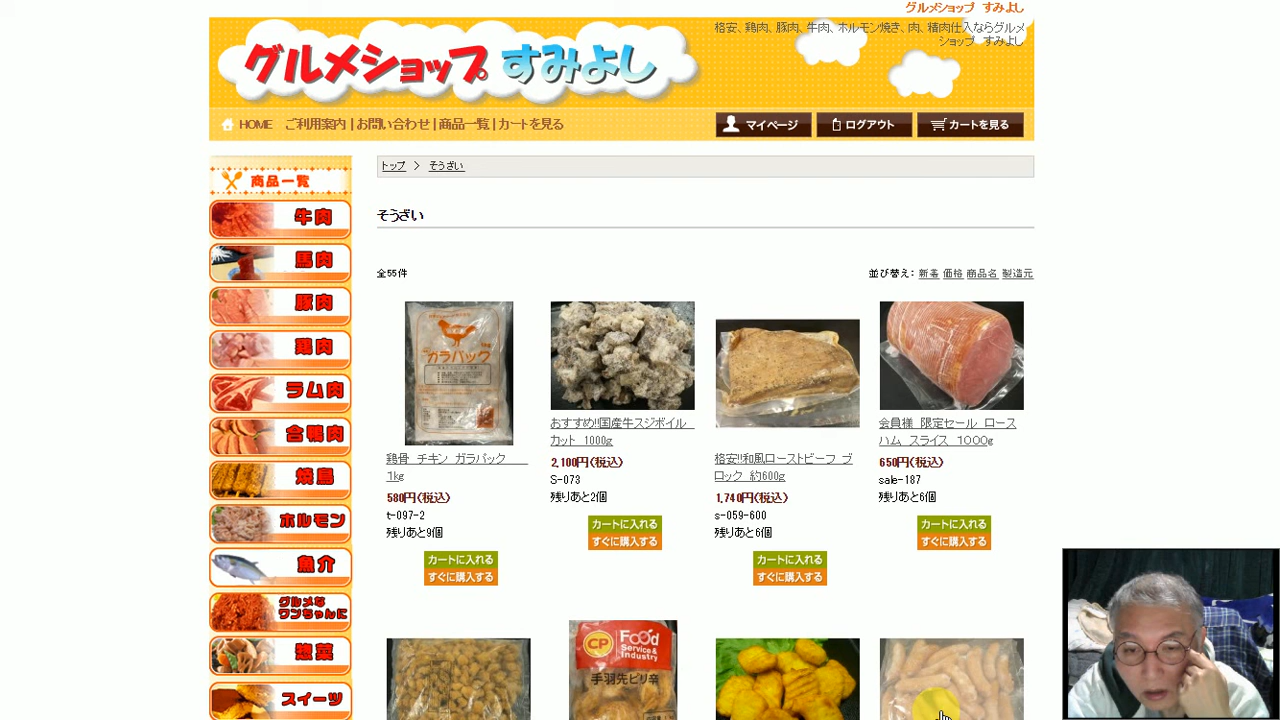 グルメショップ すみよし
格安、鶏肉、豚肉、牛肉、ホルモン焼き、肉、精肉仕入ならグルメ
ショップ すみよし
グルメショップ すみよし
HOME ご利用案内 | お問い合わせ | 商品一覧 | カートを見る
マイページ
ログアウト
カートを見る
商品一覧
牛肉
馬肉
豚肉
鶏肉
ラム肉
合鴨肉
焼鳥
ホルモン
魚介
グルメな
ワンちゃんに
惣菜
スイーツ
トップ > そうざい
そうざい
全55件
並び替え: 新着 価格 商品名 製造元
ガラパック
鶏骨 チキン ガラパック
1kg
580円(税込)
t-097-2
残りあと9個
カートに入れる
すぐに購入する
おすすめ!!国産牛スジボイル
カット 1000g
2,100円(税込)
S-073
残りあと2個
カートに入れる
すぐに購入する
格安!!和風ローストビーフ ブ
ロック 約600g
1,740円(税込)
s-059-600
残りあと6個
カートに入れる
すぐに購入する
会員様 限定セール ロース
ハム スライス 1000g
650円(税込)
sale-187
残りあと6個
カートに入れる
すぐに購入する
CP
Food
Service&
Industry
手羽先ピリ辛